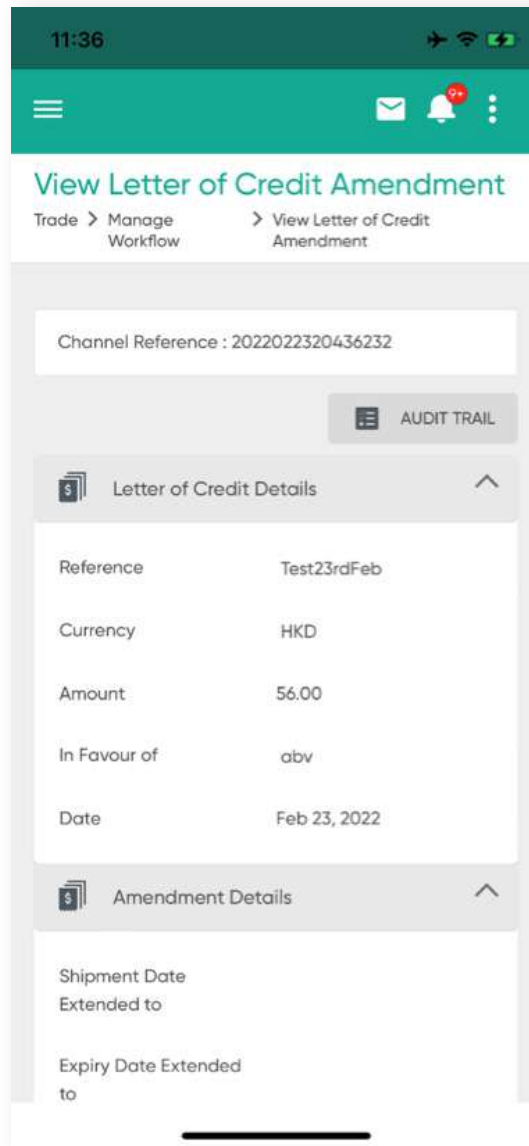 11:36
9+
View Letter of Credit Amendment
Trade > Manage Workflow > View Letter of Credit Amendment
Channel Reference : 2022022320436232
AUDIT TRAIL
$ Letter of Credit Details
Reference Test23rdFeb
Currency HKD
Amount 56.00
In Favour of abv
Date Feb 23, 2022
$ Amendment Details
Shipment Date
Extended to
Expiry Date Extended
to